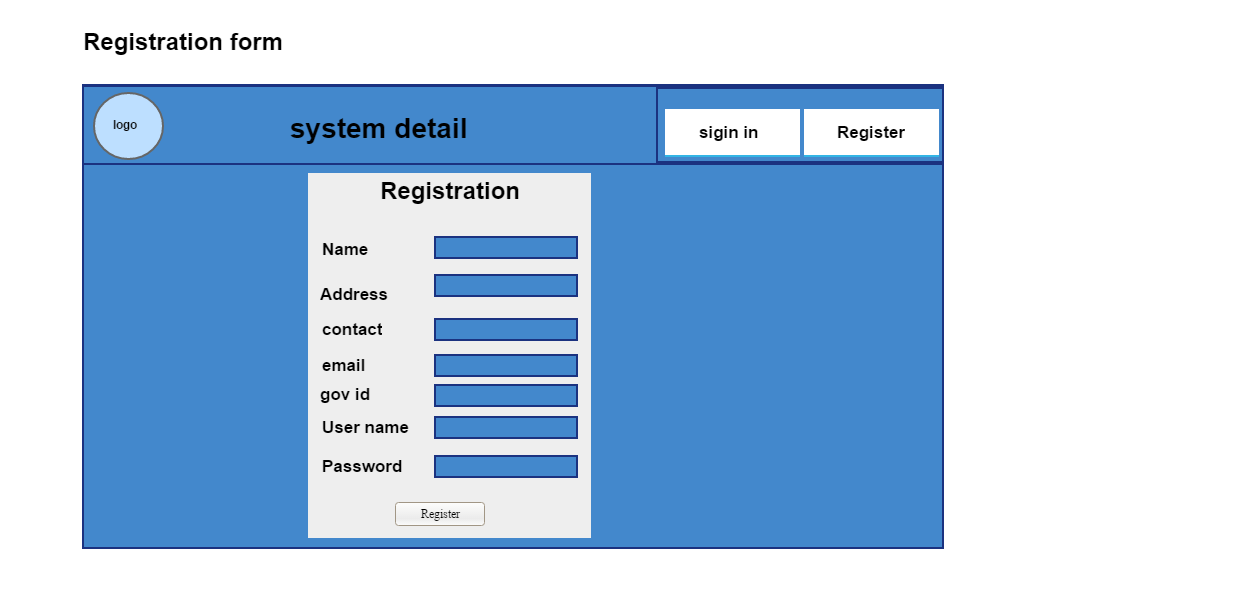 Registration form
logo
system detail
sigin in
Register
Registration
Name
Address
contact
email
gov id
User name
Password
Register